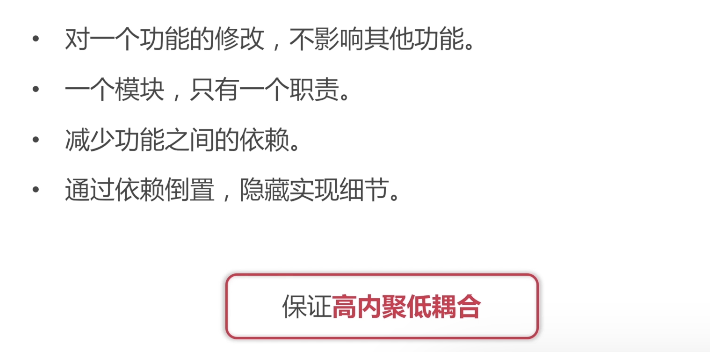 • 对一个功能的修改，不影响其他功能。
• 一个模块，只有一个职责。
• 减少功能之间的依赖。
• 通过依赖倒置，隐藏实现细节。
保证高内聚低耦合